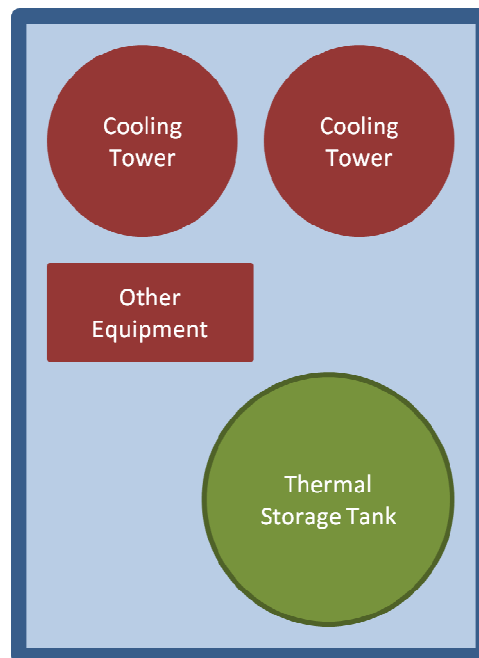 Cooling
Tower
Cooling
Tower
Other
Equipment
Thermal
Storage Tank